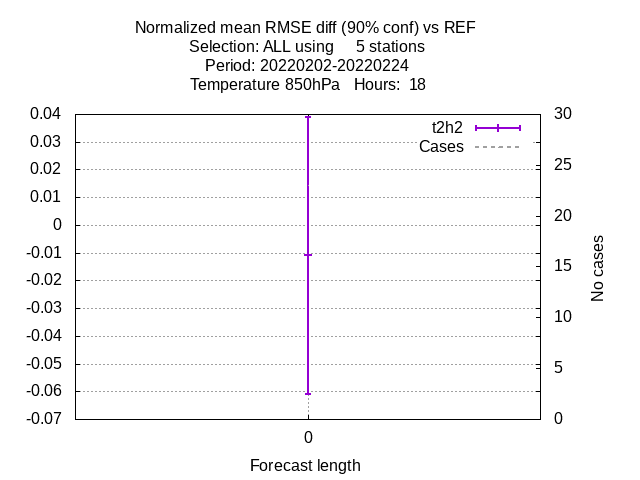 Normalized mean RMSE diff (90% conf) vs REF
Selection: ALL using     5 stations
Period: 20220202-20220224
Temperature 850hPa   Hours:  18
t2h2
Cases
0.04
0.03
0.02
0.01
0
-0.01
-0.02
-0.03
-0.04
-0.05
-0.06
-0.07
30
25
20
15
10
5
0
No cases
0
Forecast length